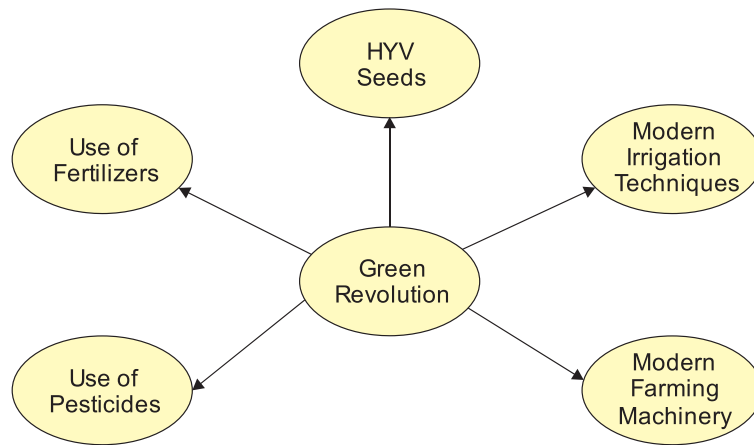 HYV
Seeds
Use of
Fertilizers
Modern
Irrigation
Techniques
Green
Revolution
Use of
Pesticides
Modern
Farming
Machinery